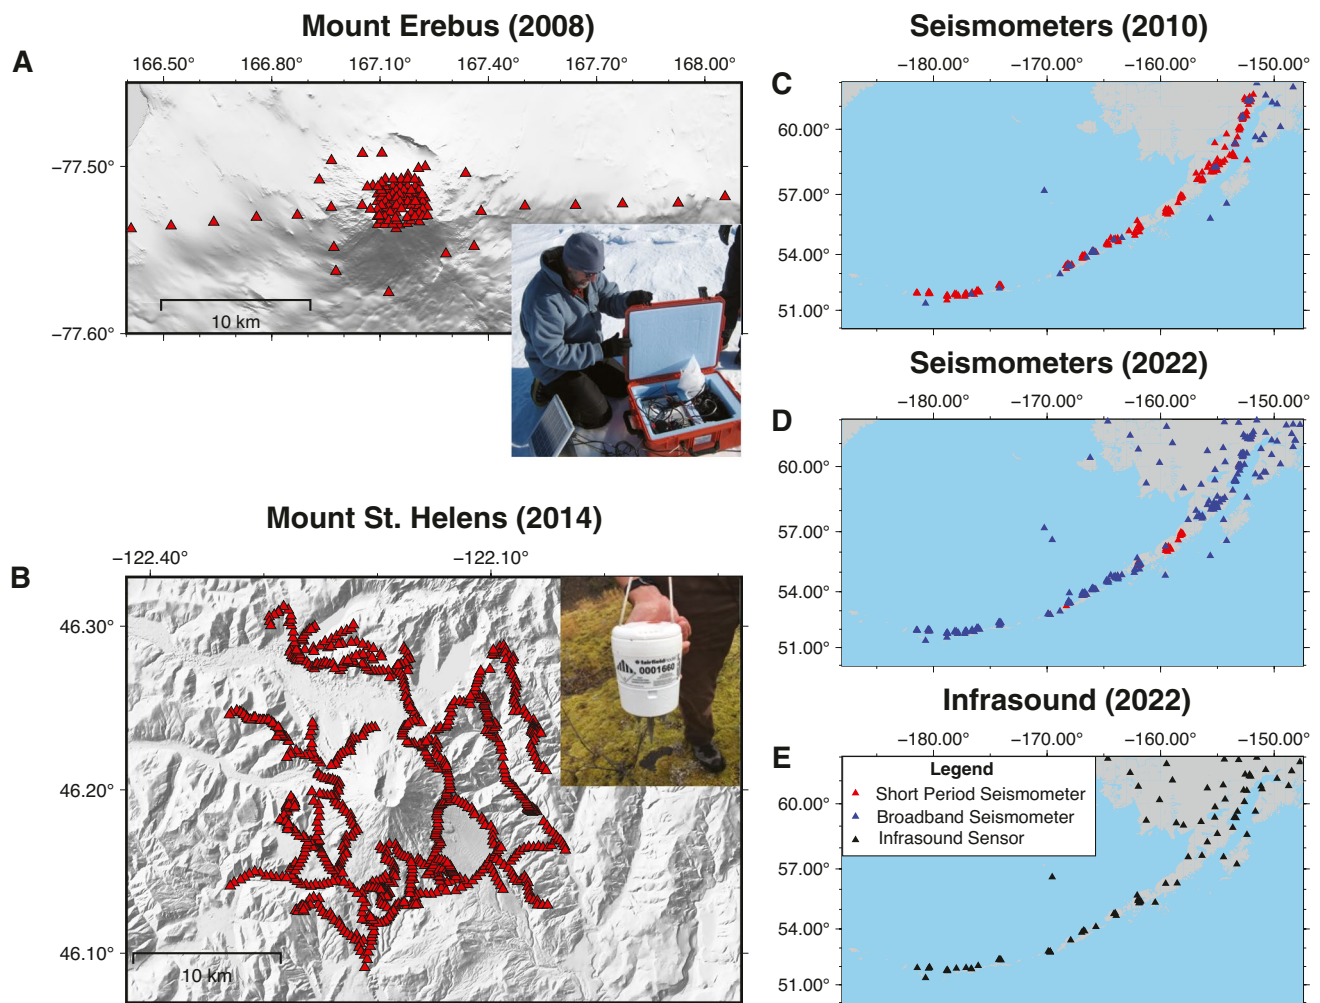 Mount Erebus (2008)
A
166.50° 166.80° 167.10° 167.40° 167.70° 168.00°
−77.50°
−77.60°
10 km
Mount St. Helens (2014)
B
−122.40° −122.10°
46.30°
46.20°
46.10°
10 km
fairfield
0001660
Seismometers (2010)
C
−180.00° −170.00° −160.00° −150.00°
60.00°
57.00°
54.00°
51.00°
Seismometers (2022)
D
−180.00° −170.00° −160.00° −150.00°
60.00°
57.00°
54.00°
51.00°
Infrasound (2022)
E
−180.00° −170.00° −160.00° −150.00°
Legend
Short Period Seismometer
Broadband Seismometer
Infrasound Sensor
60.00°
57.00°
54.00°
51.00°